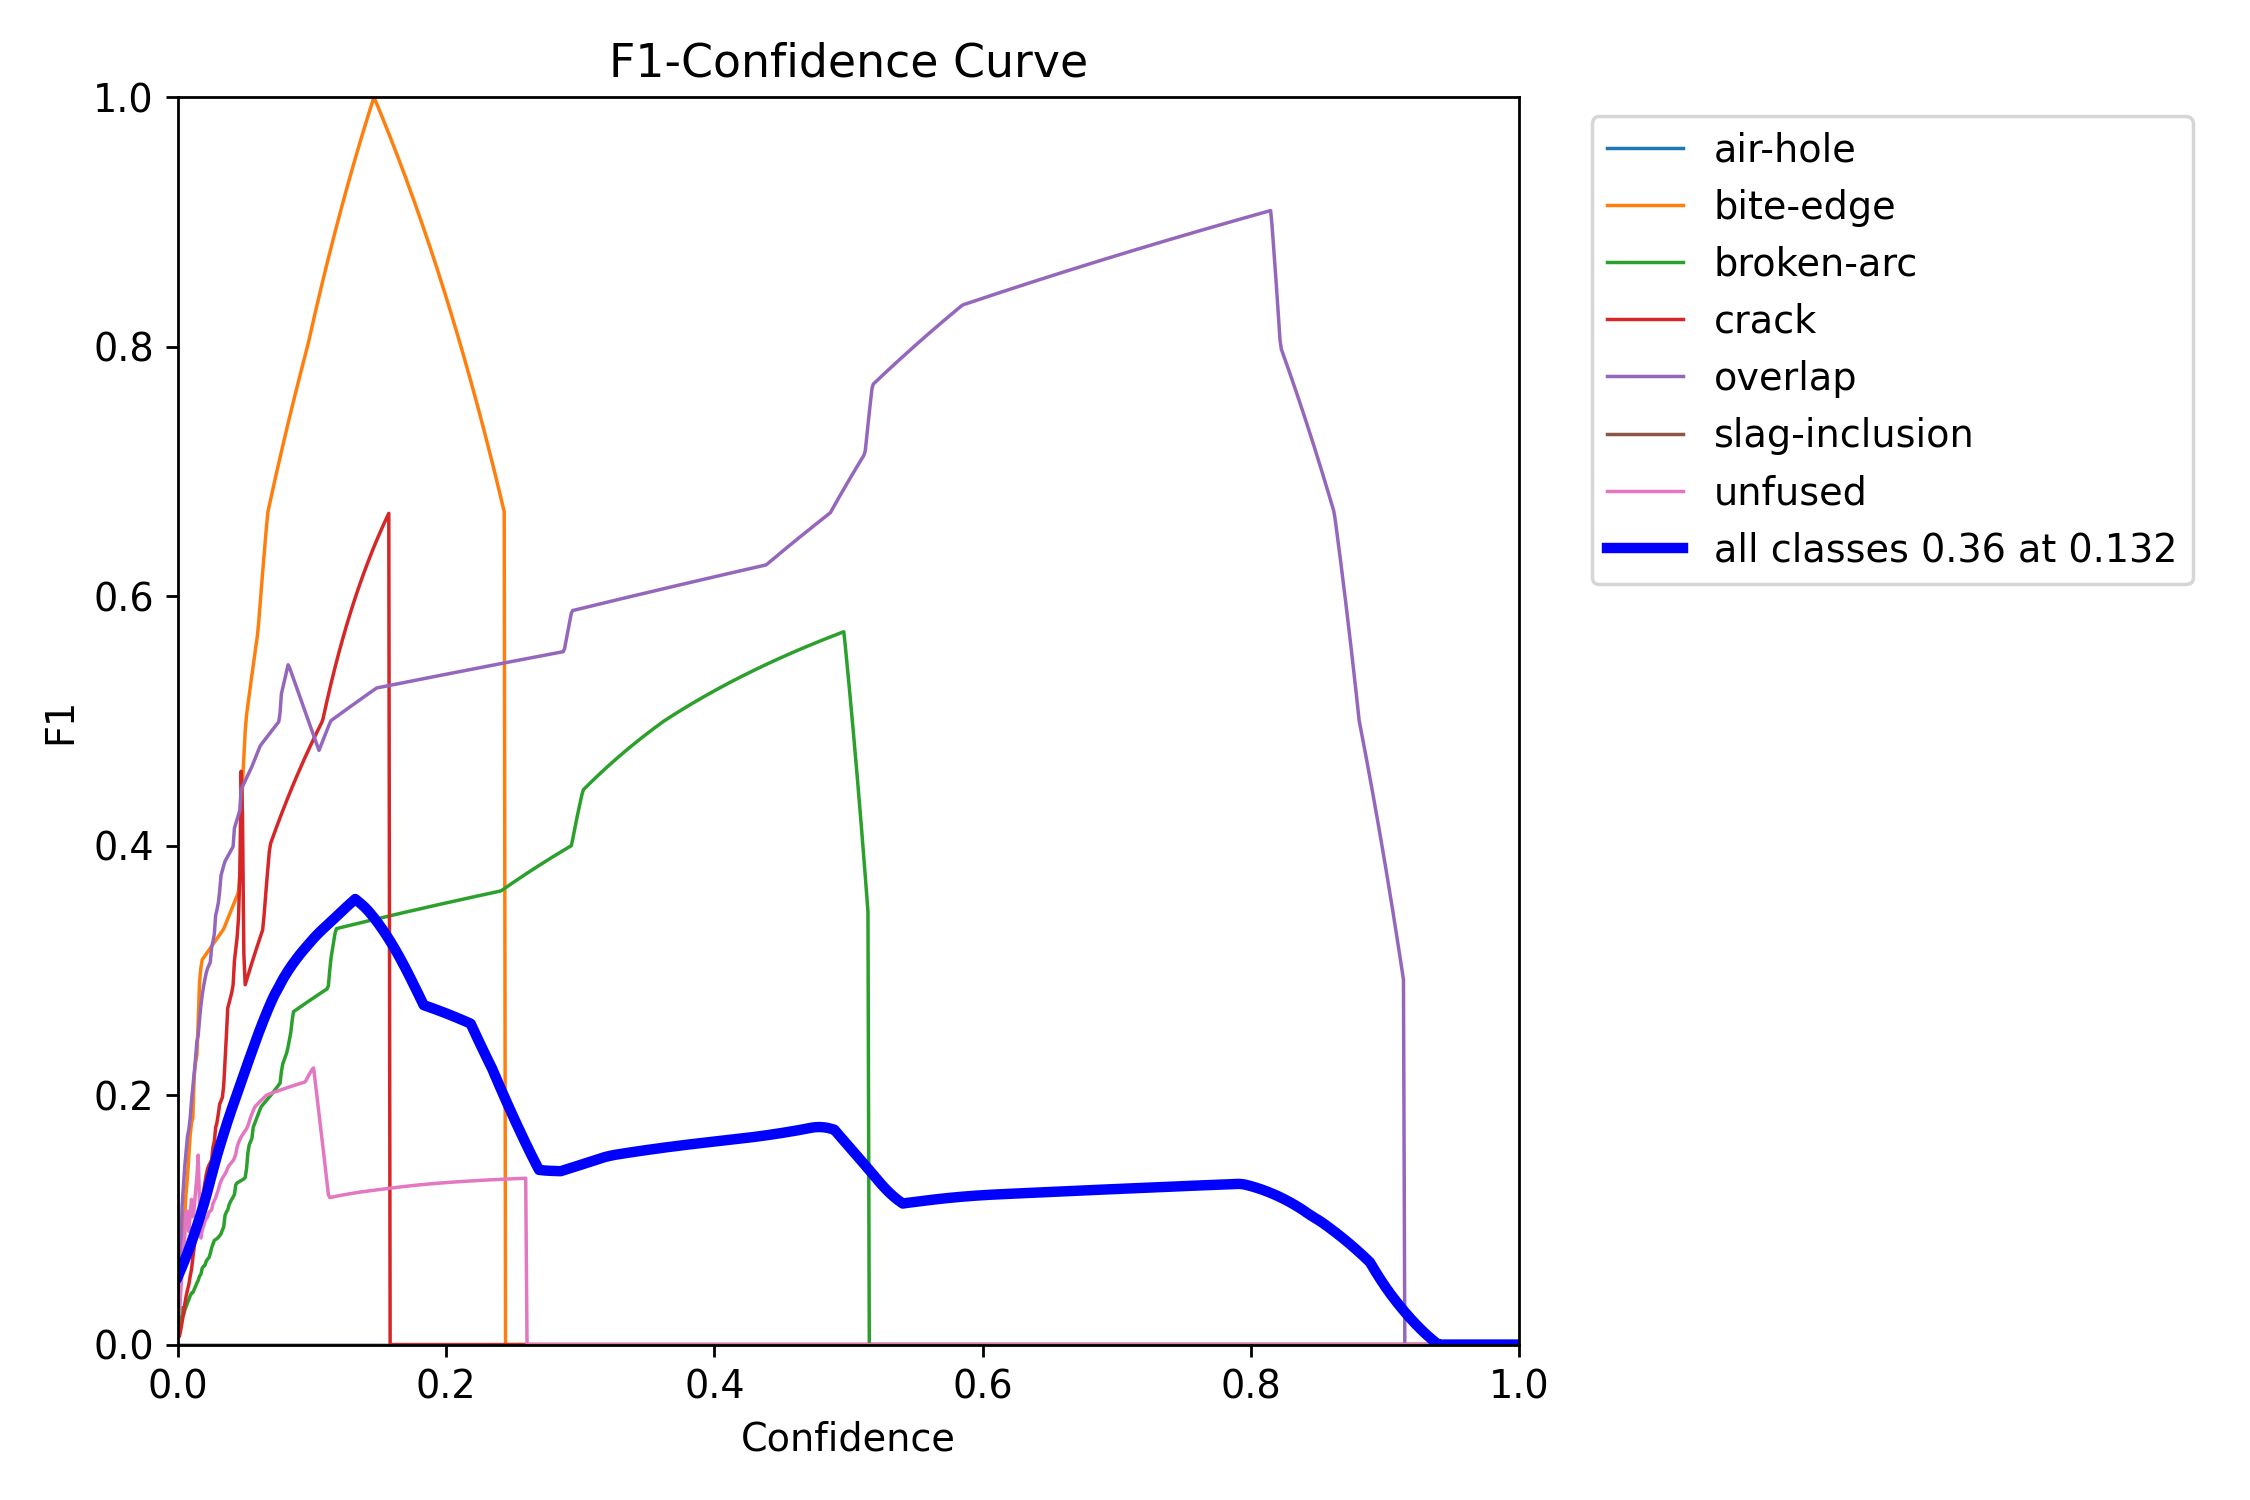 F1-Confidence Curve
1.0
0.8
0.6
0.4
0.2
0.0
F1
0.0 0.2 0.4 0.6 0.8 1.0
Confidence
air-hole
bite-edge
broken-arc
crack
overlap
slag-inclusion
unfused
all classes 0.36 at 0.132